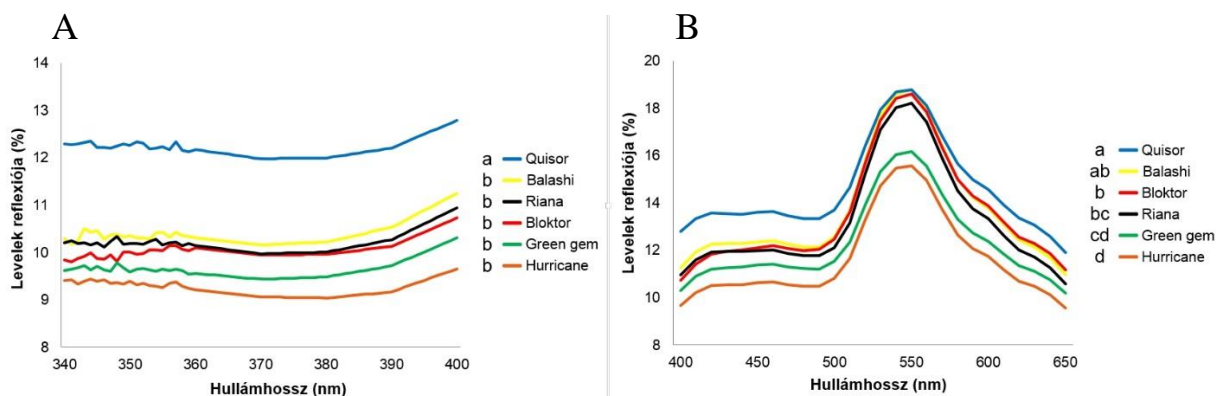 A
Levelek reflexiója (%)
14
13
12
11
10
9
8
340 350 360 370 380 390 400
Hullámhossz (nm)
a Quisor
b Balashi
b Riana
b Bloktor
b Green gem
b Hurricane
B
Levelek reflexiója (%)
20
18
16
14
12
10
8
400 450 500 550 600 650
Hullámhossz (nm)
a Quisor
ab Balashi
b Bloktor
bc Riana
cd Green gem
d Hurricane